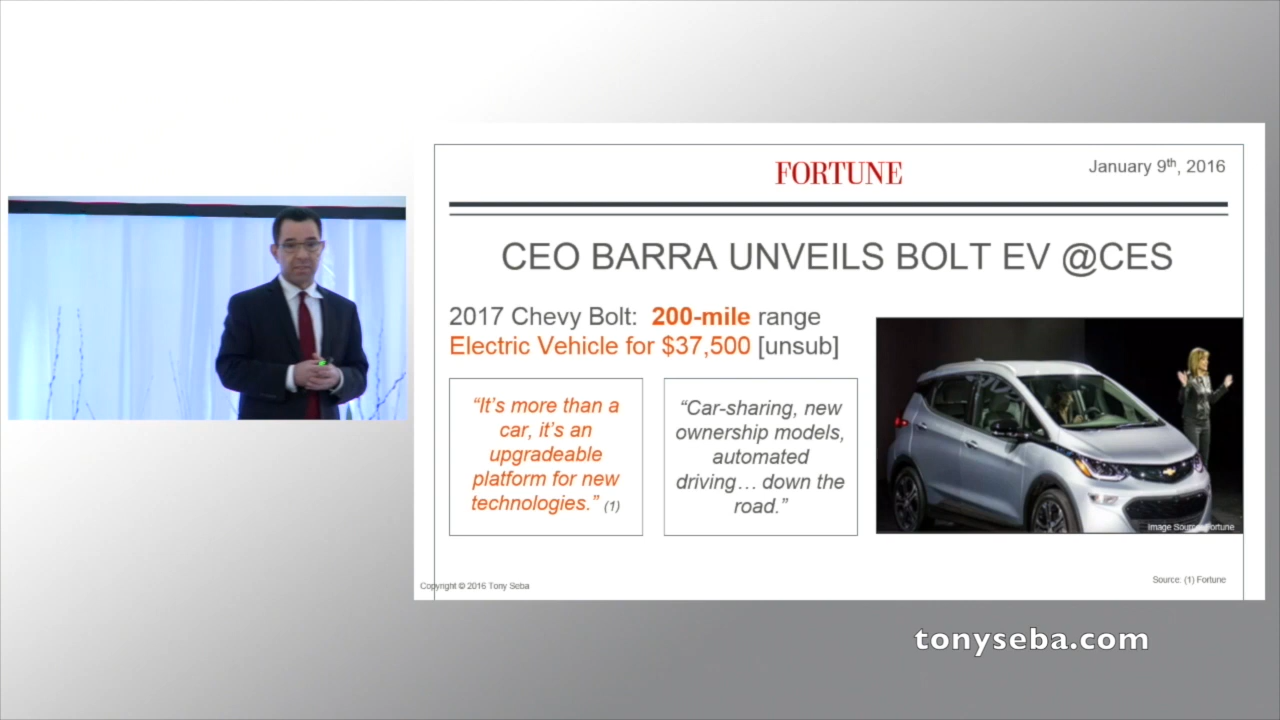 FORTUNE
January 9th, 2016
CEO BARRA UNVEILS BOLT EV @CES
2017 Chevy Bolt: 200-mile range
Electric Vehicle for $37,500 [unsub]
“It’s more than a
car, it’s an
upgradeable
platform for new
technologies.” (1)
“Car-sharing, new
ownership models,
automated
driving… down the
road.”
Image Source: Fortune
Source: (1) Fortune
Copyright © 2016 Tony Seba
tonyseba.com